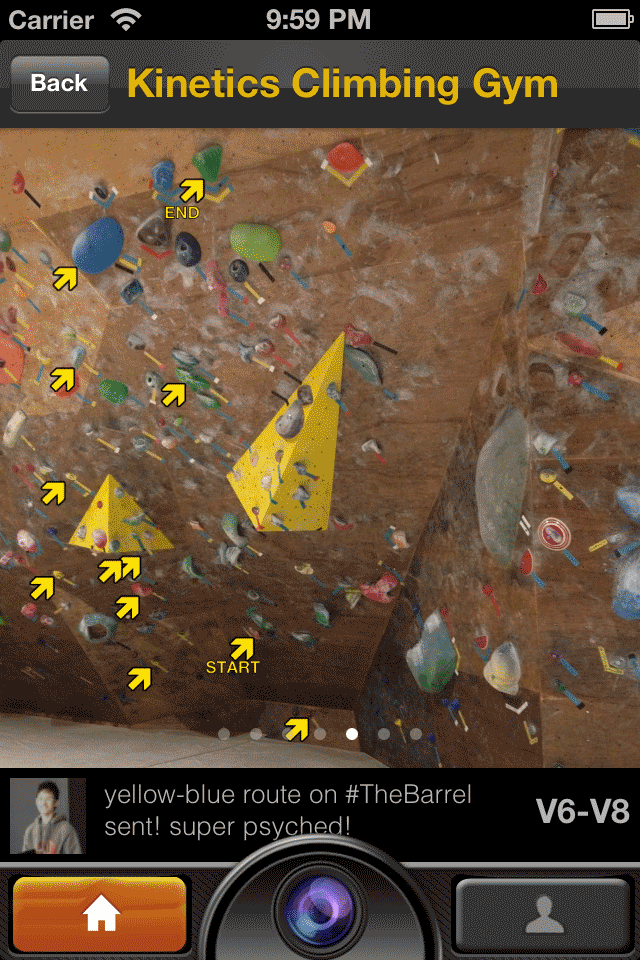 Carrier 9:59 PM
Back Kinetics Climbing Gym
END
START
yellow-blue route on #TheBarrel
sent! super psyched!
V6-V8